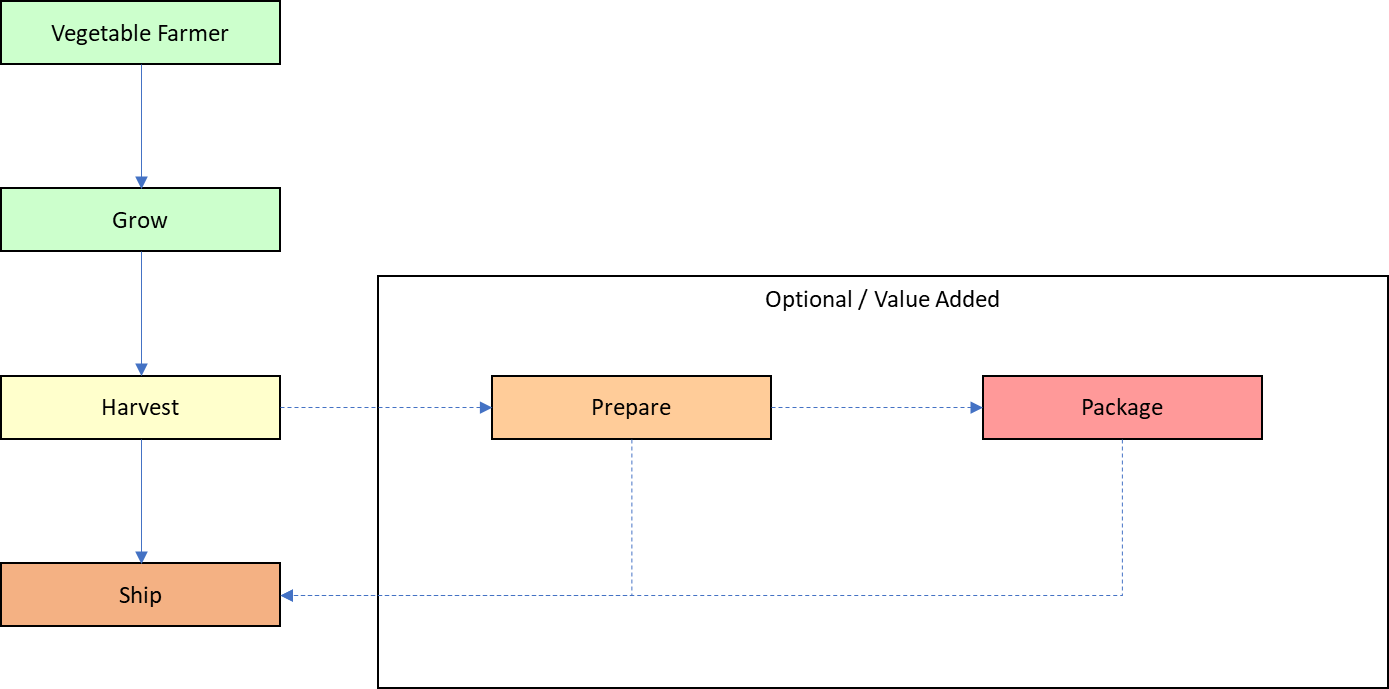 Vegetable Farmer
Grow
Optional / Value Added
Harvest
Prepare
Package
Ship